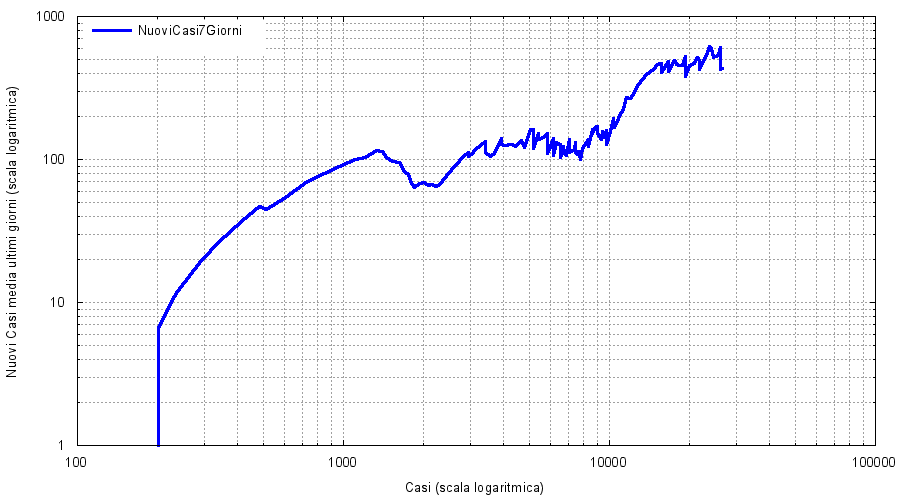 1000
NuoviCasi7Giorni
100
10
1
100
1000
10000
100000
Nuovi Casi media ultimi giorni (scala logaritmica)
Casi (scala logaritmica)